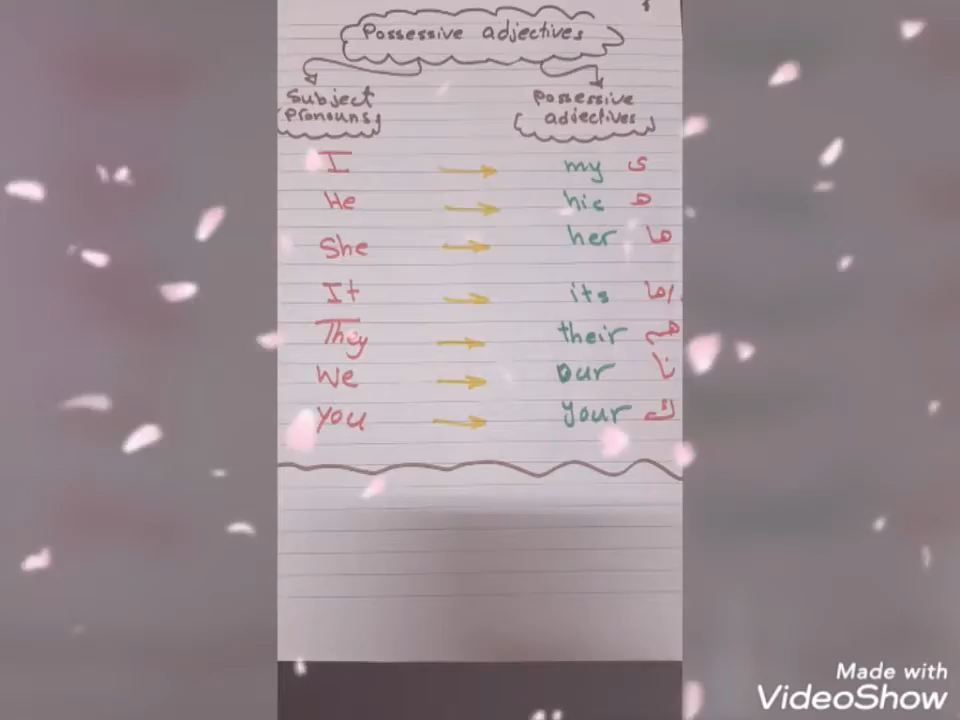 Possessive adjectives
Subject pronouns
Possessive adjectives
I my ى
He his ه
She her ها
It its
They their هم
We our نا
you your ك
Made with
VideoShow